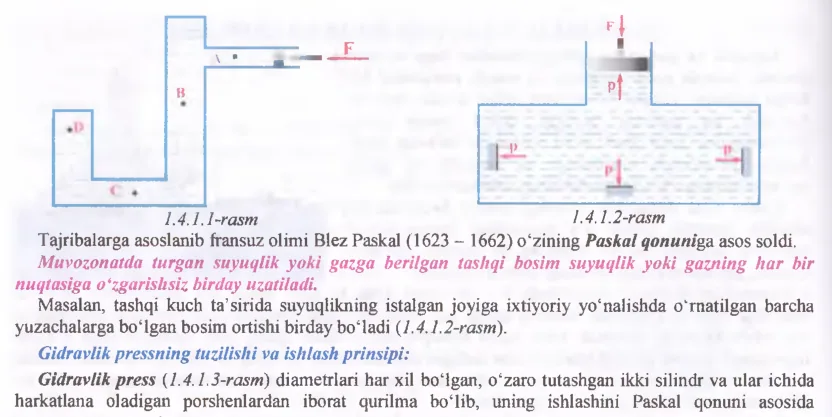 F
A
B
D
C
F
p
p
p
p
1.4.1.1-rasm
1.4.1.2-rasm
Tajribalarga asoslanib fransuz olimi Blez Paskal (1623 – 1662) o‘zining Paskal qonuniga asos soldi.
Muvozonatda turgan suyuqlik yoki gazga berilgan tashqi bosim suyuqlik yoki gazning har bir
nuqtasiga o‘zgarishsiz birday uzatiladi.
Masalan, tashqi kuch ta’sirida suyuqlikning istalgan joyiga ixtiyoriy yo‘nalishda o‘rnatilgan barcha
yuzachalarga bo‘lgan bosim ortishi birday bo‘ladi (1.4.1.2-rasm).
Gidravlik pressning tuzilishi va ishlash prinsipi:
Gidravlik press (1.4.1.3-rasm) diametrlari har xil bo‘lgan, o‘zaro tutashgan ikki silindr va ular ichida
harkatlana oladigan porshenlardan iborat qurilma bo‘lib, uning ishlashini Paskal qonuni asosida